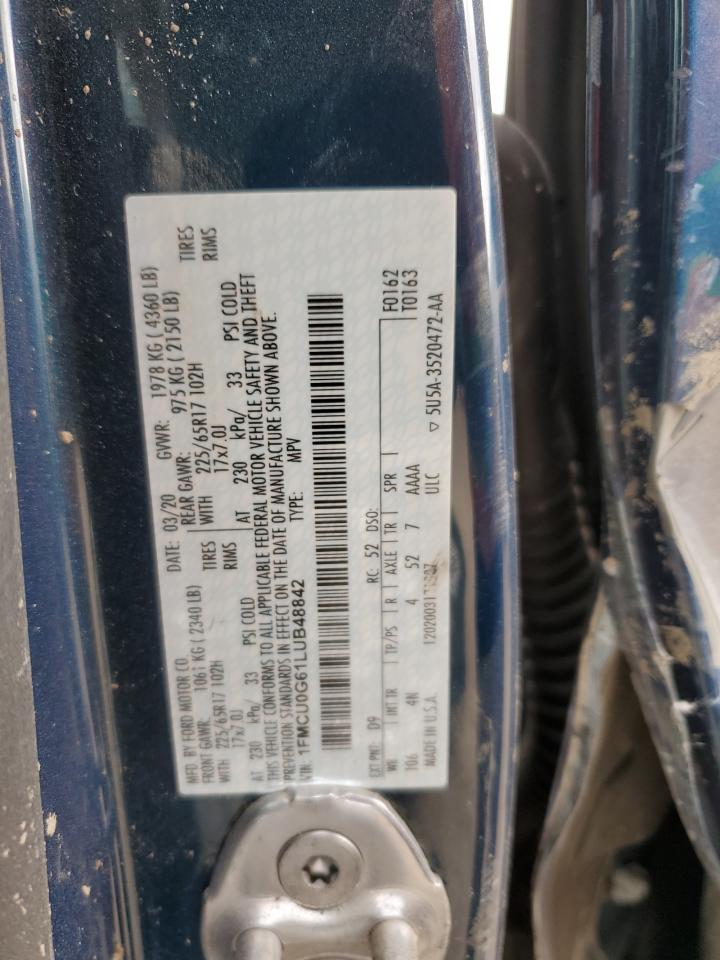 MFD. BY FORD MOTOR CO. DATE: 03/20 GVWR: 1978 KG ( 4360 LB)
FRONT GAWR: 1061 KG ( 2340 LB) REAR GAWR: 975 KG ( 2150 LB)
WITH 225/65R17 102H TIRES WITH 225/65R17 102H TIRES
17x7.0J RIMS 17x7.0J RIMS
AT 230 kPa/ 33 PSI COLD AT 230 kPa/ 33 PSI COLD
THIS VEHICLE CONFORMS TO ALL APPLICABLE FEDERAL MOTOR VEHICLE SAFETY AND THEFT
PREVENTION STANDARDS IN EFFECT ON THE DATE OF MANUFACTURE SHOWN ABOVE.
VIN: 1FMCU0G61LUB48842 TYPE: MPV
EXT PNT: D9 RC: 52 DSO: F0162
WB INT TR TP/PS R AXLE TR SPR T0163
106 4N 4 52 7 AAAA
MADE IN U.S.A. ULC ▽ 5U5A-3520472-AA